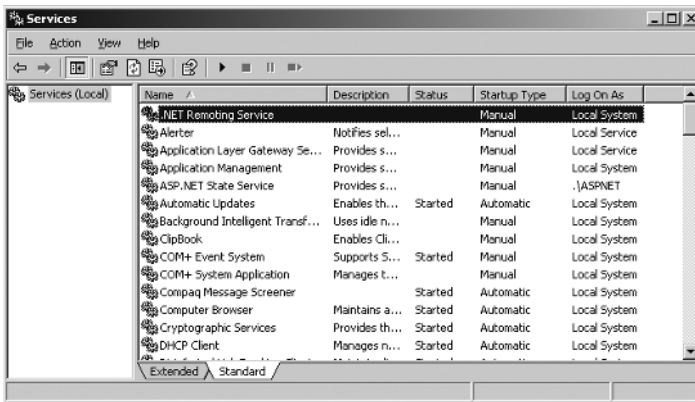 Services
File Action View Help
Services (Local)
Name Description Status Startup Type Log On As
.NET Remoting Service Manual Local System
Alerter Notifies sel... Manual Local Service
Application Layer Gateway Se... Provides s... Manual Local Service
Application Management Provides s... Manual Local System
ASP.NET State Service Provides s... Manual .\ASPNET
Automatic Updates Enables th... Started Automatic Local System
Background Intelligent Transf... Uses idle n... Manual Local System
ClipBook Enables Cli... Manual Local System
COM+ Event System Supports S... Started Manual Local System
COM+ System Application Manages t... Manual Local System
Compaq Message Screener Started Automatic Local System
Computer Browser Maintains a... Started Automatic Local System
Cryptographic Services Provides th... Started Automatic Local System
DHCP Client Manages n... Started Automatic Local System
Extended Standard